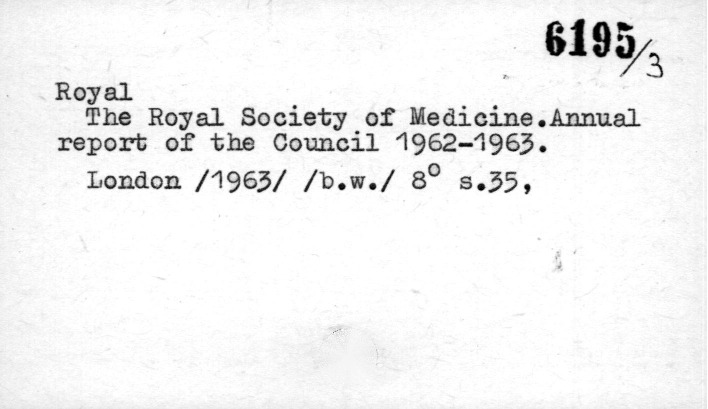 6195/3
Royal
The Royal Society of Medicine.Annual
report of the Council 1962-1963.
London /1963/ /b.w./ 8° s.35,